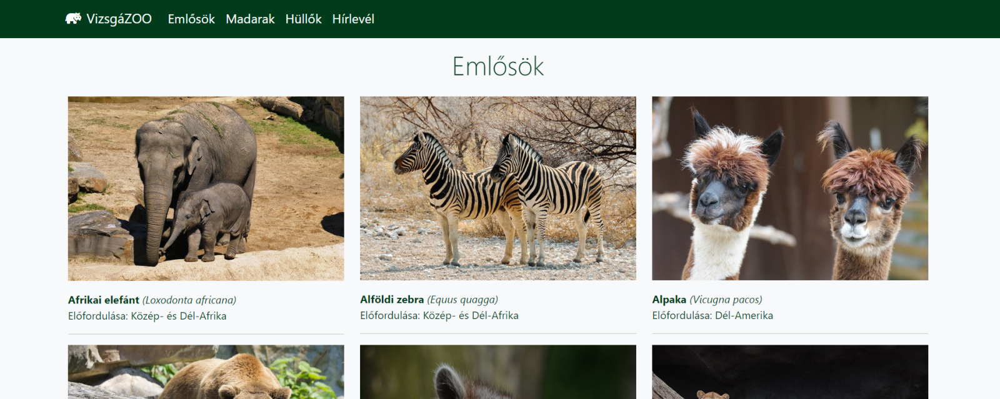 VizsgáZOO Emlősök Madarak Hüllők Hírlevél
Emlősök
Afrikai elefánt (Loxodonta africana)
Előfordulása: Közép- és Dél-Afrika
Alföldi zebra (Equus quagga)
Előfordulása: Közép- és Dél-Afrika
Alpaka (Vicugna pacos)
Előfordulása: Dél-Amerika